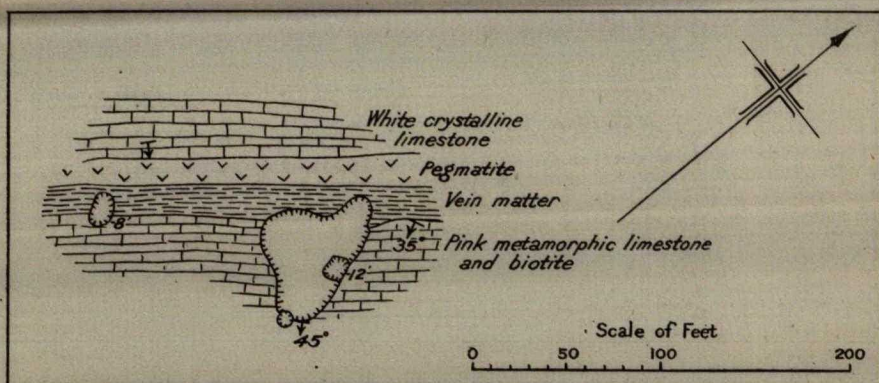 White crystalline
limestone
Pegmatite
Vein matter
8'
35°
Pink metamorphic limestone
and biotite
12'
45°
Scale of Feet
0 50 100 200